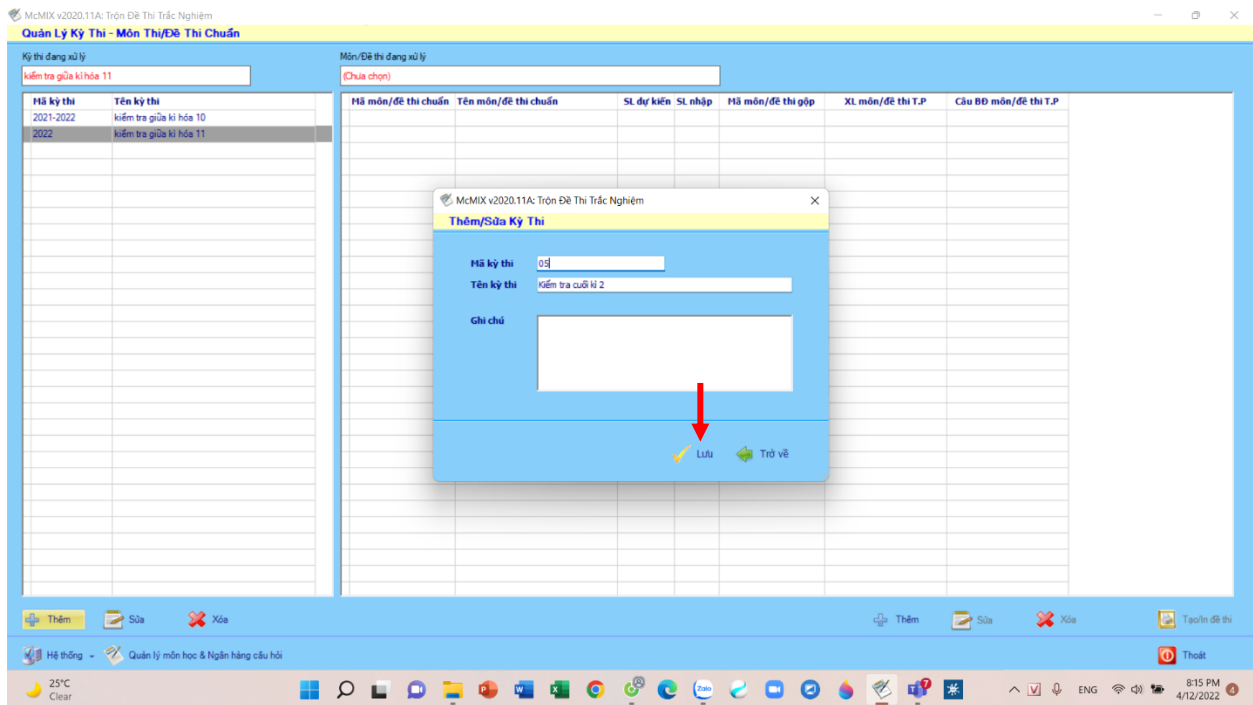 McMIX v2020.11A: Trộn Đề Thi Trắc Nghiệm
Quản Lý Kỳ Thi - Môn Thi/Đề Thi Chuẩn
Kỳ thi đang xử lý
Môn/Đề thi đang xử lý
kiểm tra giữa kì hóa 11
(Chưa chọn)
Mã kỳ thi Tên kỳ thi
Mã môn/đề thi chuẩn Tên môn/đề thi chuẩn SL dự kiến SL nhập Mã môn/đề thi gộp XL môn/đề thi T.P Câu BĐ môn/đề thi T.P
2021-2022 kiểm tra giữa kì hóa 10
2022 kiểm tra giữa kì hóa 11
McMIX v2020.11A: Trộn Đề Thi Trắc Nghiệm
Thêm/Sửa Kỳ Thi
Mã kỳ thi 05
Tên kỳ thi Kiểm tra cuối kì 2
Ghi chú
Lưu Trở về
Thêm Sửa Xóa
Thêm Sửa Xóa Tạo/In đề thi
Hệ thống Quản lý môn học & Ngân hàng câu hỏi
Thoát
25°C
Clear
Zalo
7
ENG
8:15 PM
4/12/2022
4